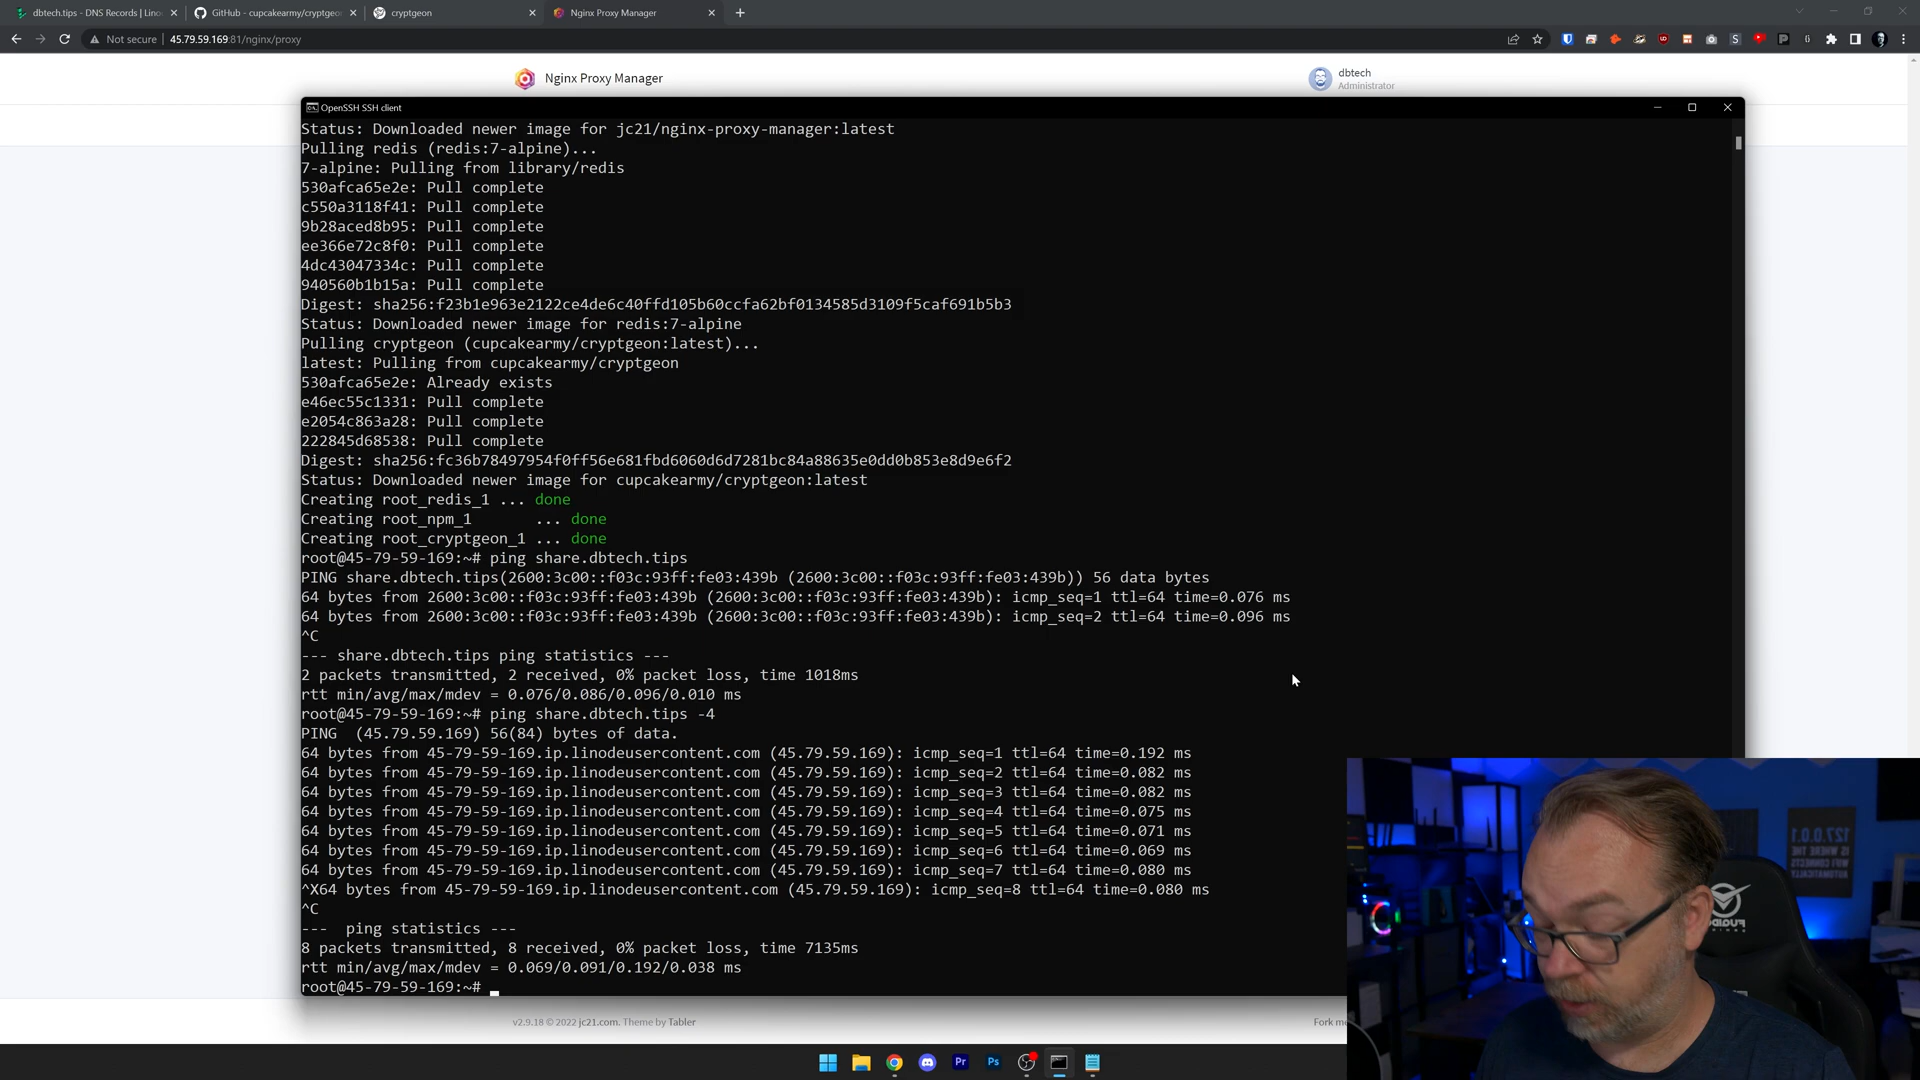 dbtech.tips - DNS Records | Lino
GitHub - cupcakearmy/cryptgeo
cryptgeon
Nginx Proxy Manager
Not secure
45.79.59.169:81/nginx/proxy
Nginx Proxy Manager
dbtech
Administrator
OpenSSH SSH client
Status: Downloaded newer image for jc21/nginx-proxy-manager:latest
Pulling redis (redis:7-alpine)...
7-alpine: Pulling from library/redis
530afca65e2e: Pull complete
c550a3118f41: Pull complete
9b28aced8b95: Pull complete
ee366e72c8f0: Pull complete
4dc43047334c: Pull complete
940560b1b15a: Pull complete
Digest: sha256:f23b1e963e2122ce4de6c40ffd105b60ccfa62bf0134585d3109f5caf691b5b3
Status: Downloaded newer image for redis:7-alpine
Pulling cryptgeon (cupcakearmy/cryptgeon:latest)...
latest: Pulling from cupcakearmy/cryptgeon
530afca65e2e: Already exists
e46ec55c1331: Pull complete
e2054c863a28: Pull complete
222845d68538: Pull complete
Digest: sha256:fc36b78497954f0ff56e681fbd6060d6d7281bc84a88635e0dd0b853e8d9e6f2
Status: Downloaded newer image for cupcakearmy/cryptgeon:latest
Creating root_redis_1 ... done
Creating root_npm_1 ... done
Creating root_cryptgeon_1 ... done
root@45-79-59-169:~# ping share.dbtech.tips
PING share.dbtech.tips(2600:3c00::f03c:93ff:fe03:439b (2600:3c00::f03c:93ff:fe03:439b)) 56 data bytes
64 bytes from 2600:3c00::f03c:93ff:fe03:439b (2600:3c00::f03c:93ff:fe03:439b): icmp_seq=1 ttl=64 time=0.076 ms
64 bytes from 2600:3c00::f03c:93ff:fe03:439b (2600:3c00::f03c:93ff:fe03:439b): icmp_seq=2 ttl=64 time=0.096 ms
^C
--- share.dbtech.tips ping statistics ---
2 packets transmitted, 2 received, 0% packet loss, time 1018ms
rtt min/avg/max/mdev = 0.076/0.086/0.096/0.010 ms
root@45-79-59-169:~# ping share.dbtech.tips -4
PING (45.79.59.169) 56(84) bytes of data.
64 bytes from 45-79-59-169.ip.linodeusercontent.com (45.79.59.169): icmp_seq=1 ttl=64 time=0.192 ms
64 bytes from 45-79-59-169.ip.linodeusercontent.com (45.79.59.169): icmp_seq=2 ttl=64 time=0.082 ms
64 bytes from 45-79-59-169.ip.linodeusercontent.com (45.79.59.169): icmp_seq=3 ttl=64 time=0.082 ms
64 bytes from 45-79-59-169.ip.linodeusercontent.com (45.79.59.169): icmp_seq=4 ttl=64 time=0.075 ms
64 bytes from 45-79-59-169.ip.linodeusercontent.com (45.79.59.169): icmp_seq=5 ttl=64 time=0.071 ms
64 bytes from 45-79-59-169.ip.linodeusercontent.com (45.79.59.169): icmp_seq=6 ttl=64 time=0.069 ms
64 bytes from 45-79-59-169.ip.linodeusercontent.com (45.79.59.169): icmp_seq=7 ttl=64 time=0.080 ms
^X64 bytes from 45-79-59-169.ip.linodeusercontent.com (45.79.59.169): icmp_seq=8 ttl=64 time=0.080 ms
^C
--- ping statistics ---
8 packets transmitted, 8 received, 0% packet loss, time 7135ms
rtt min/avg/max/mdev = 0.069/0.091/0.192/0.038 ms
root@45-79-59-169:~#
v2.9.18 © 2022 jc21.com. Theme by Tabler
Fork m
Pr
Ps
127.0.0.1
IS WHERE THE
WIFI CONNECTS
AUTOMATICALLY